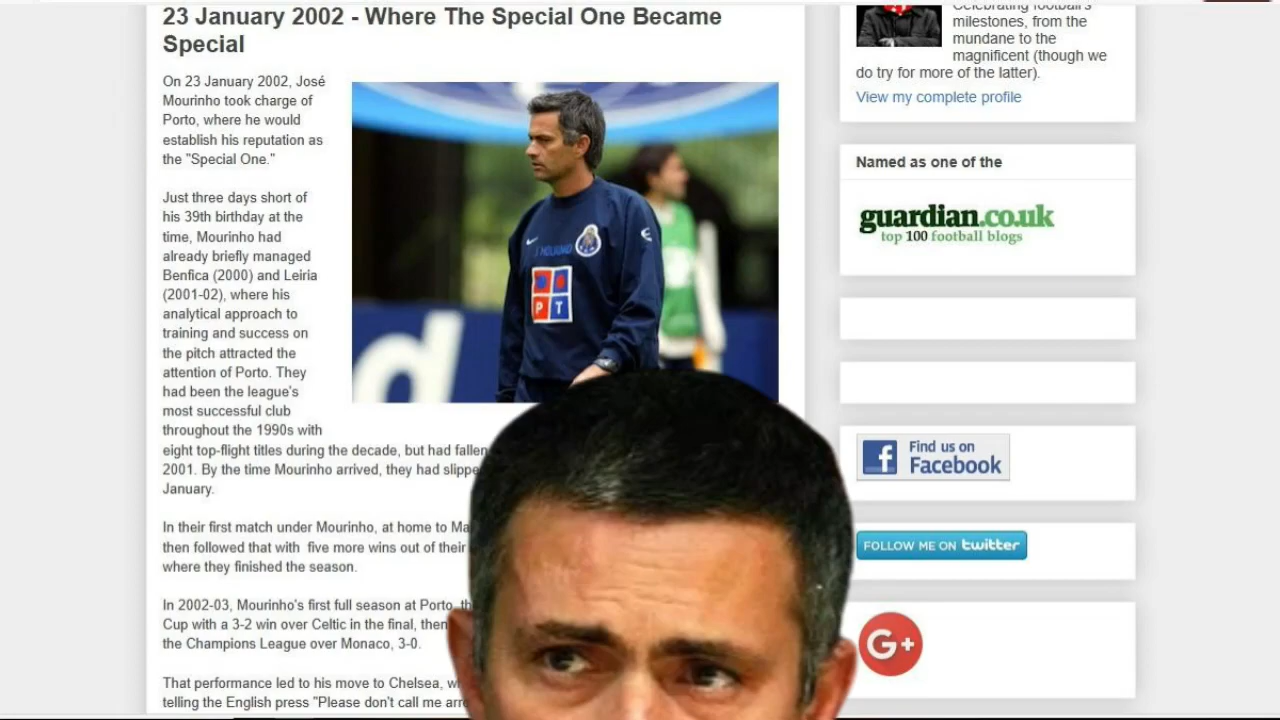 23 January 2002 - Where The Special One Became
Special
On 23 January 2002, José
Mourinho took charge of
Porto, where he would
establish his reputation as
the "Special One."
Just three days short of
his 39th birthday at the
time, Mourinho had
already briefly managed
Benfica (2000) and Leiria
(2001-02), where his
analytical approach to
training and success on
the pitch attracted the
attention of Porto. They
had been the league's
most successful club
throughout the 1990s with
eight top-flight titles during the decade, but had fallen
2001. By the time Mourinho arrived, they had slippe
January.
In their first match under Mourinho, at home to Ma
then followed that with five more wins out of their
where they finished the season.
In 2002-03, Mourinho's first full season at Porto, th
Cup with a 3-2 win over Celtic in the final, then
the Champions League over Monaco, 3-0.
That performance led to his move to Chelsea, w
telling the English press "Please don't call me arr
J. MOURINHO
P T
d
Celebrating football's
milestones, from the
mundane to the
magnificent (though we
do try for more of the latter).
View my complete profile
Named as one of the
guardian.co.uk
top 100 football blogs
f Find us on
Facebook
FOLLOW ME ON twitter
G+